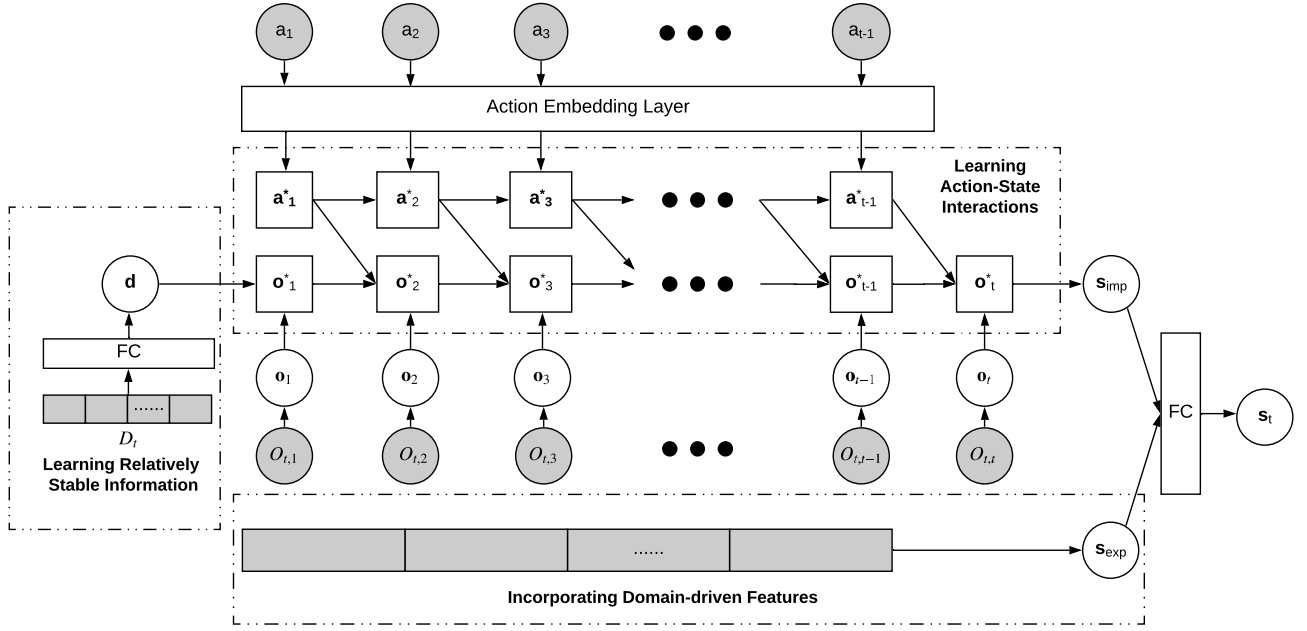 a1 a2 a3 at-1
Action Embedding Layer
Learning
Action-State
Interactions
a*1 a*2 a*3 a*t-1
d
o*1 o*2 o*3 o*t-1 o*t
simp
FC
o1 o2 o3 ot−1 ot
......
FC
st
Dt
Ot,1 Ot,2 Ot,3 Ot,t−1 Ot,t
Learning Relatively
Stable Information
......
sexp
Incorporating Domain-driven Features